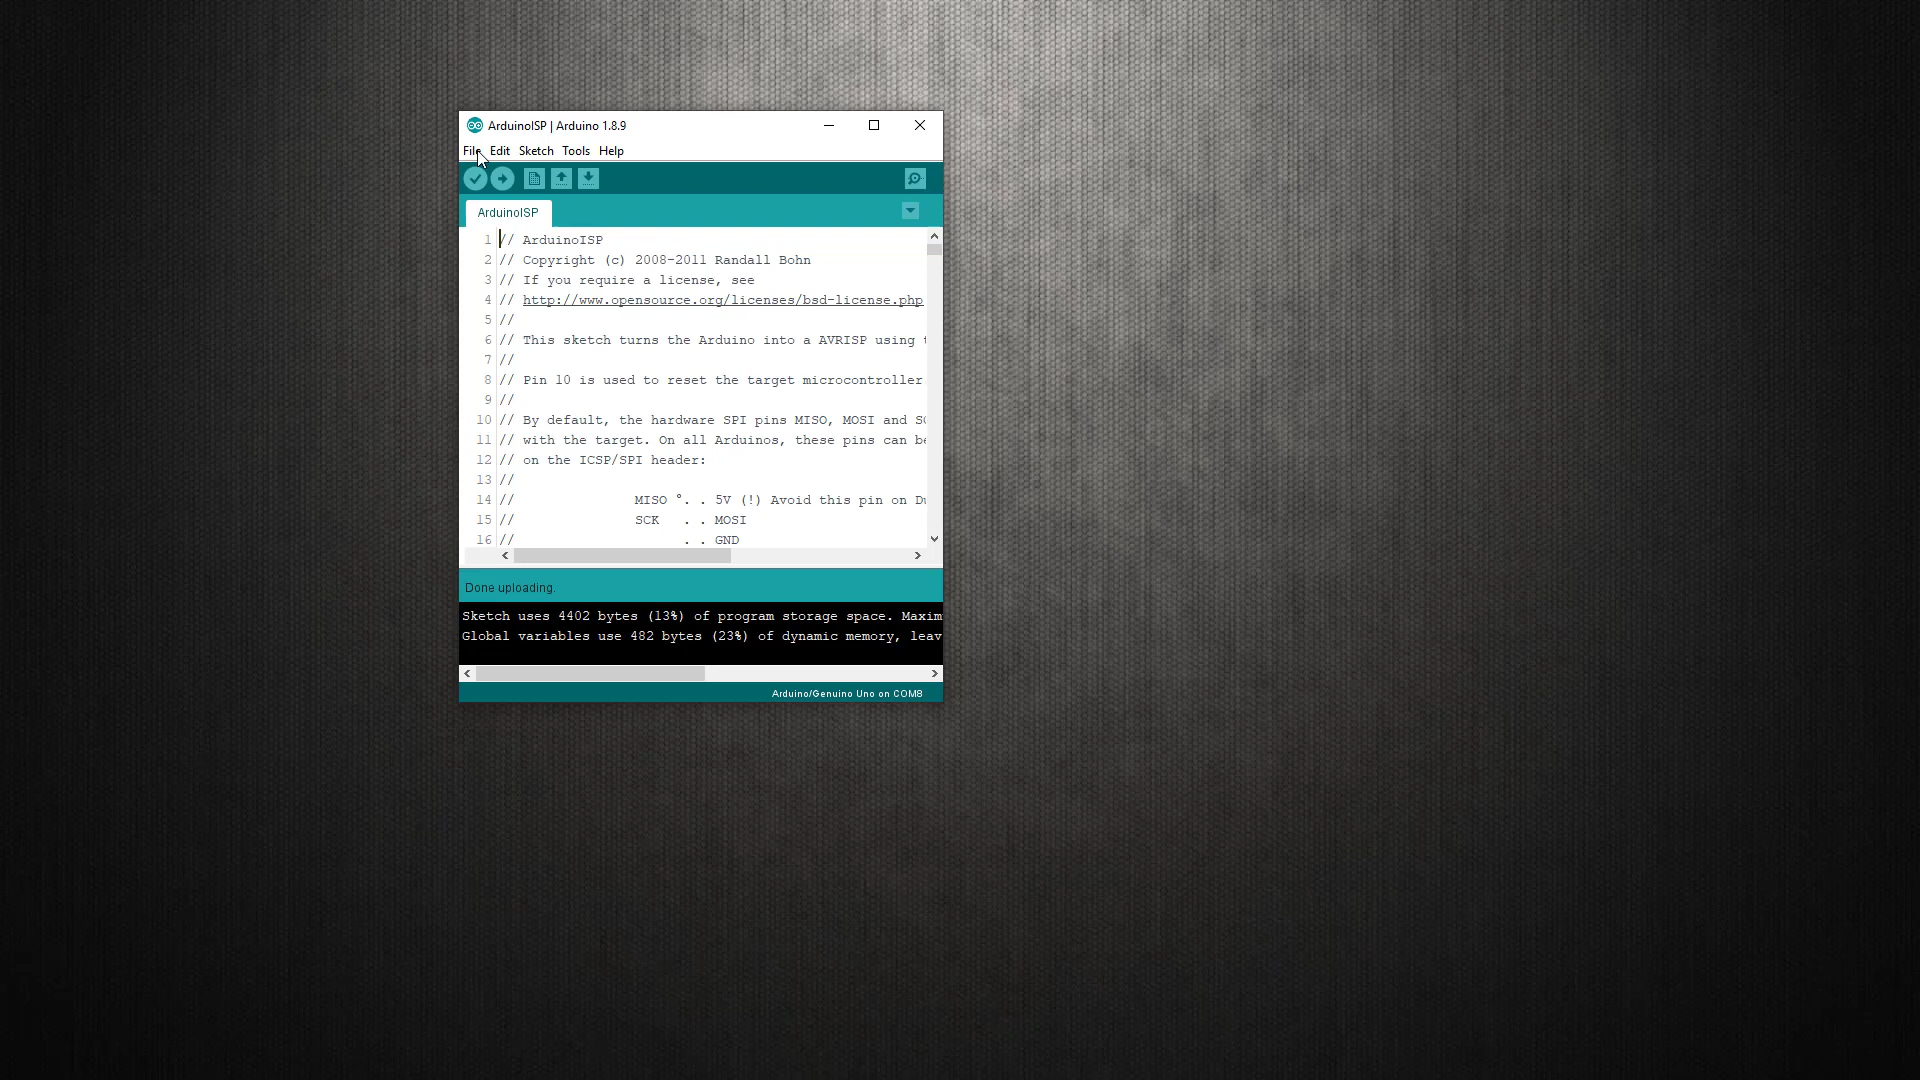 ArduinoISP | Arduino 1.8.9
File Edit Sketch Tools Help
ArduinoISP
1 // ArduinoISP
2 // Copyright (c) 2008-2011 Randall Bohn
3 // If you require a license, see
4 // http://www.opensource.org/licenses/bsd-license.php
5 //
6 // This sketch turns the Arduino into a AVRISP using
7 //
8 // Pin 10 is used to reset the target microcontroller
9 //
10 // By default, the hardware SPI pins MISO, MOSI and
11 // with the target. On all Arduinos, these pins can
12 // on the ICSP/SPI header:
13 //
14 // MISO °. . 5V (!) Avoid this pin on
15 // SCK . . MOSI
16 // . . GND
Done uploading.
Sketch uses 4402 bytes (13%) of program storage space.
Global variables use 482 bytes (23%) of dynamic memory,
Arduino/Genuino Uno on COM8